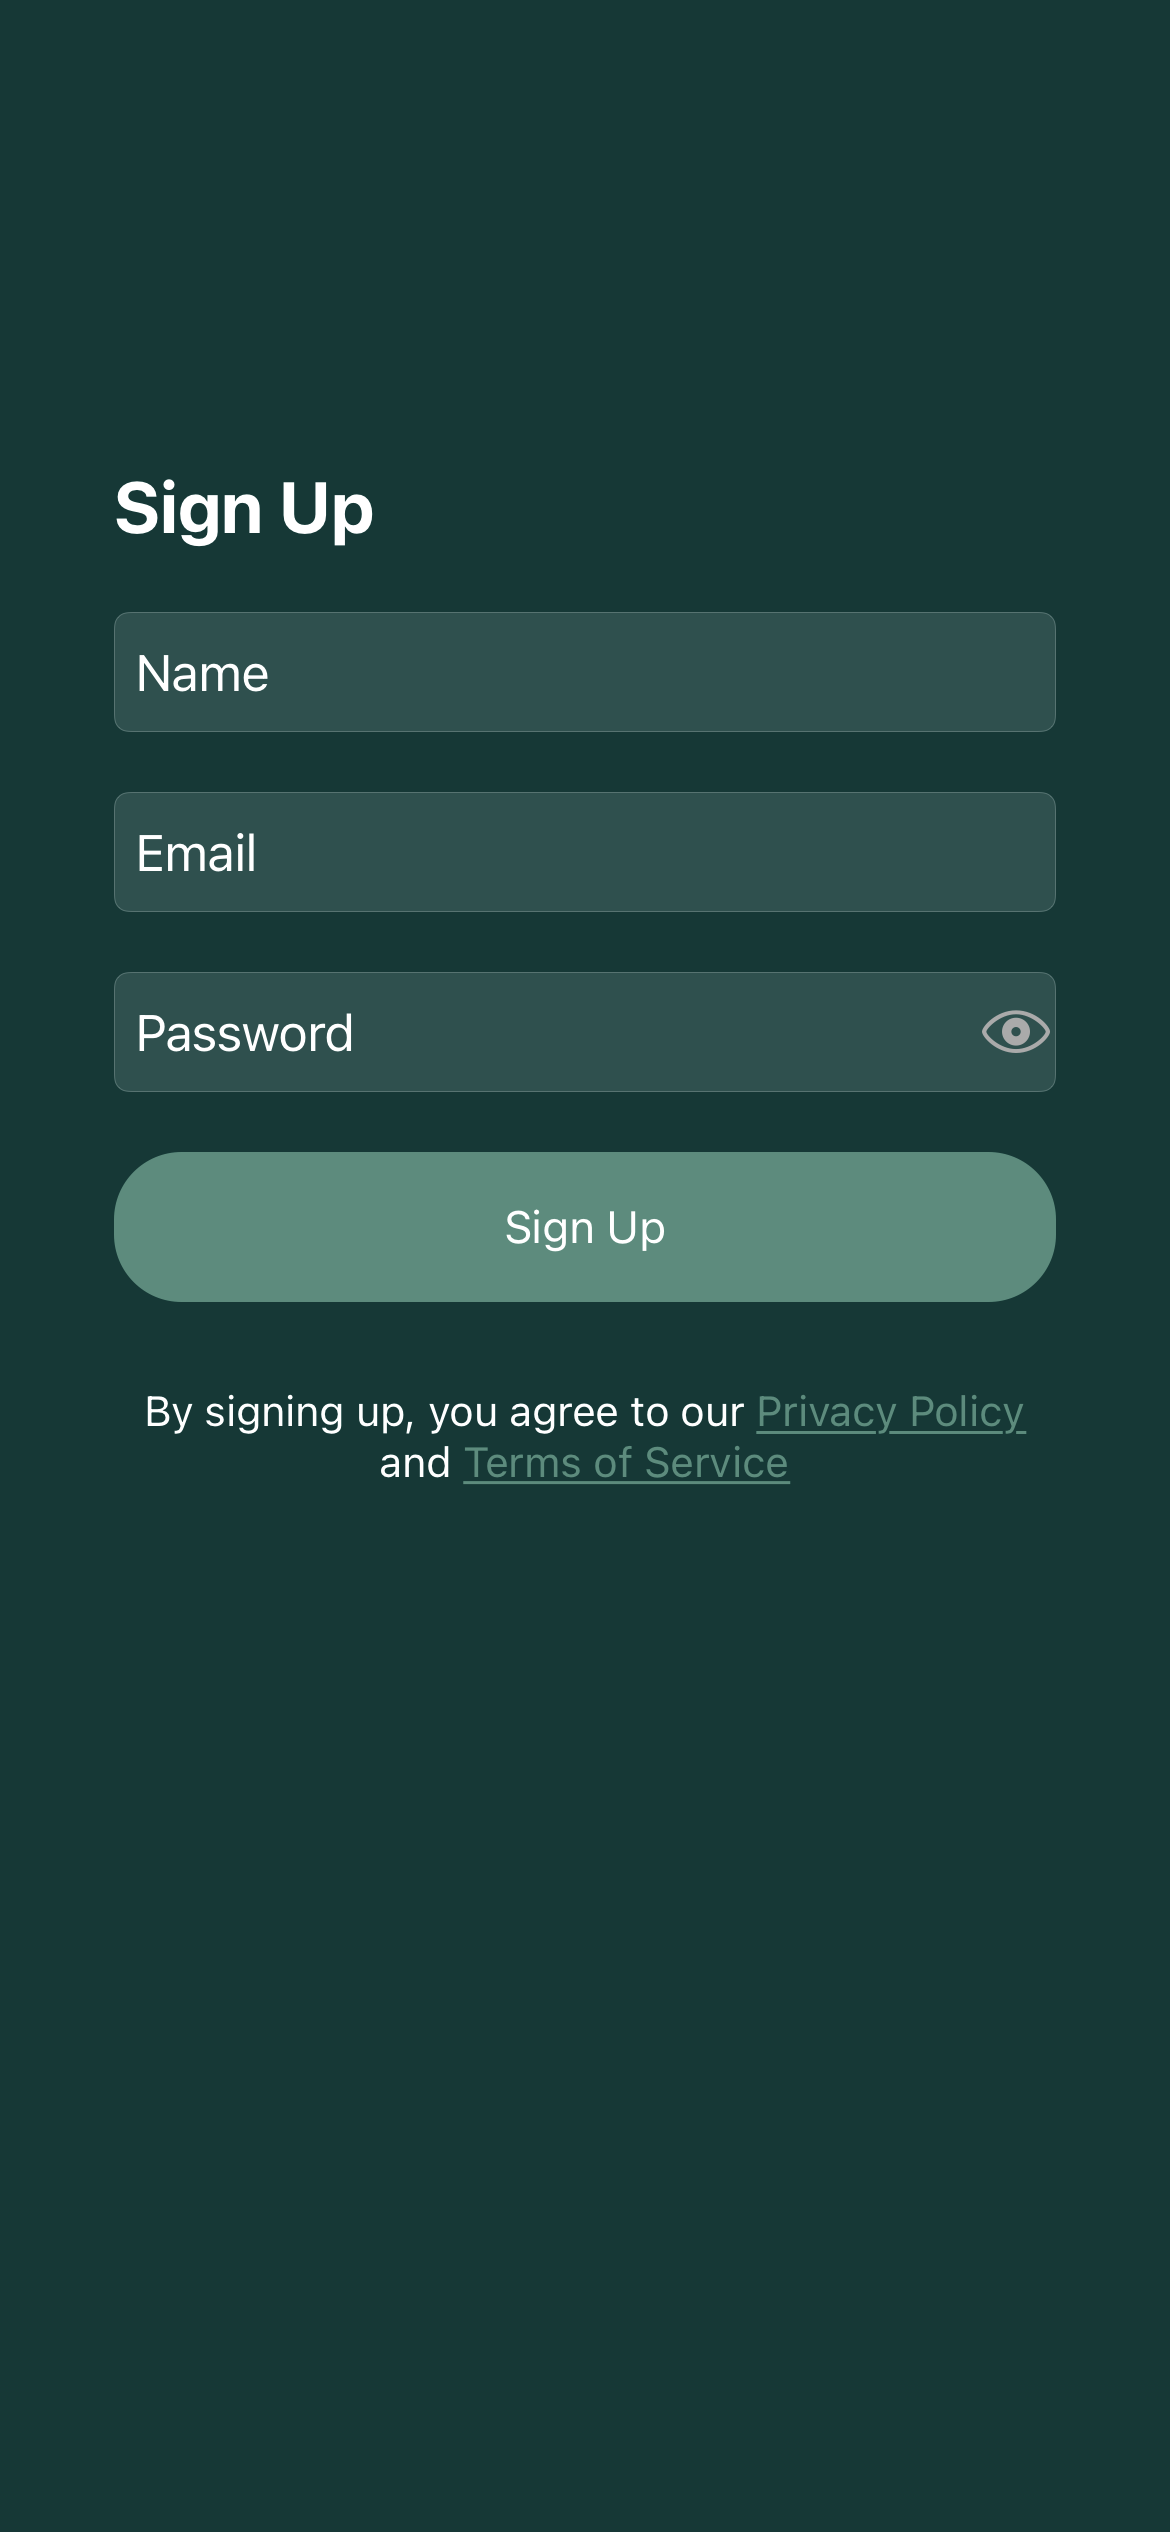 Sign Up
Name
Email
Password
Sign Up
By signing up, you agree to our Privacy Policy
and Terms of Service